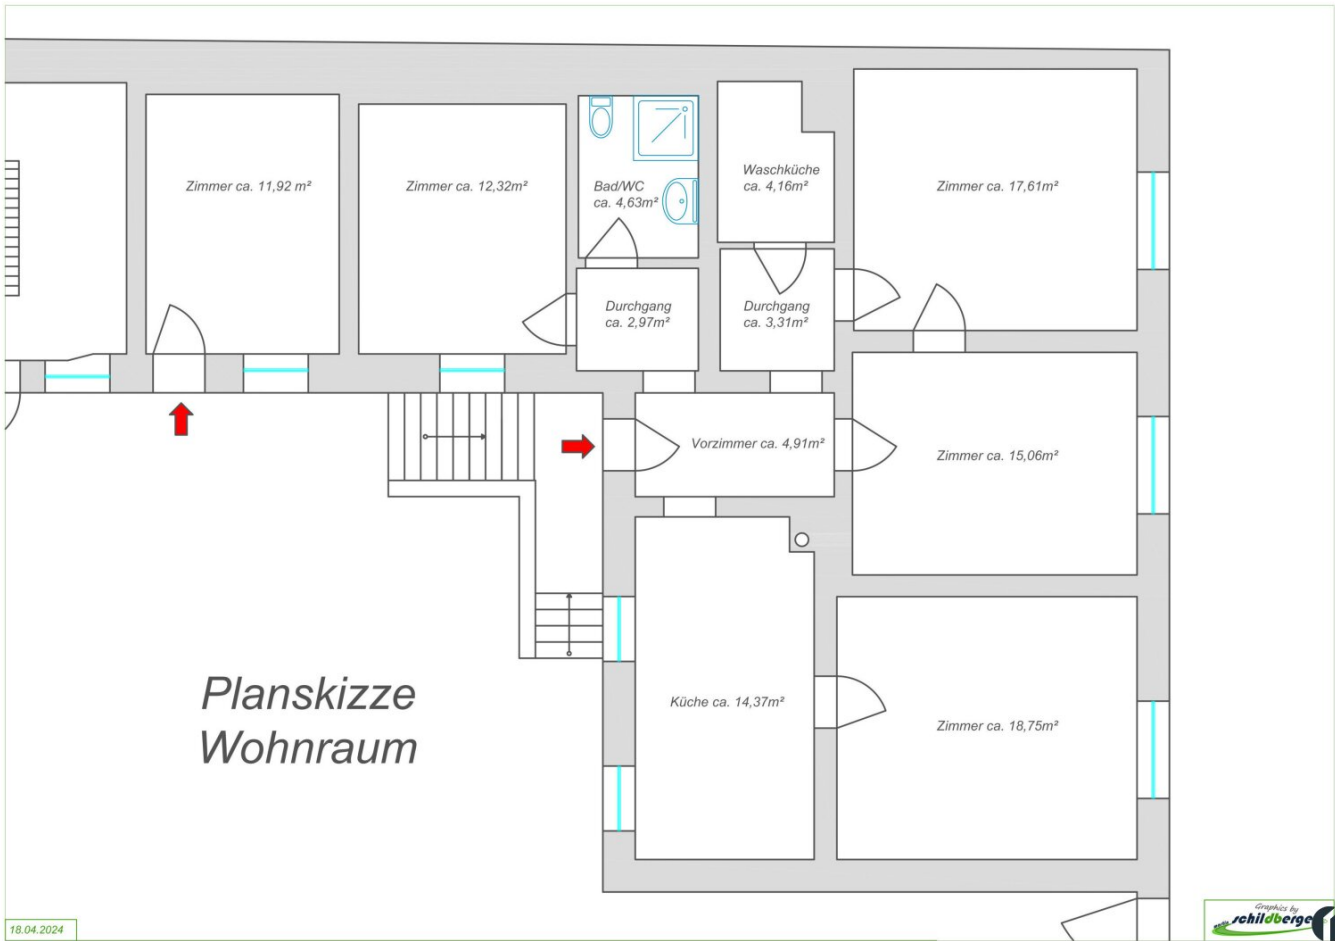 Zimmer ca. 11,92 m²
Zimmer ca. 12,32m²
Bad/WC
ca. 4,63m²
Waschküche
ca. 4,16m²
Zimmer ca. 17,61m²
Durchgang
ca. 2,97m²
Durchgang
ca. 3,31m²
Vorzimmer ca. 4,91m²
Zimmer ca. 15,06m²
Küche ca. 14,37m²
Zimmer ca. 18,75m²
Planskizze
Wohnraum
18.04.2024
Graphics by
schildberge